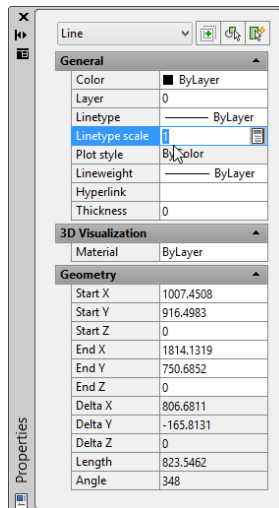 Line
General
Color ByLayer
Layer 0
Linetype ByLayer
Linetype scale 1
Plot style ByColor
Lineweight ByLayer
Hyperlink
Thickness 0
3D Visualization
Material ByLayer
Geometry
Start X 1007.4508
Start Y 916.4983
Start Z 0
End X 1814.1319
End Y 750.6852
End Z 0
Delta X 806.6811
Delta Y -165.8131
Delta Z 0
Length 823.5462
Angle 348
Properties